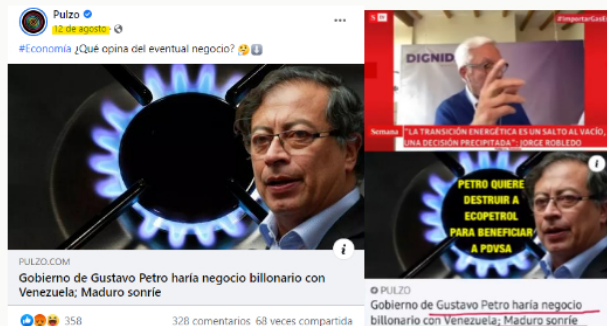 Pulzo
12 de agosto ·
#Economía ¿Qué opina del eventual negocio?
PULZO.COM
Gobierno de Gustavo Petro haría negocio billonario con
Venezuela; Maduro sonríe
358
328 comentarios 68 veces compartida
#ImportarGasEs
DIGNID
Semana
"LA TRANSICIÓN ENERGÉTICA ES UN SALTO AL VACÍO,
UNA DECISIÓN PRECIPITADA": JORGE ROBLEDO
PETRO QUIERE
DESTRUIR A
ECOPETROL
PARA BENEFICIAR
A PDVSA
PULZO
Gobierno de Gustavo Petro haría negocio
billonario con Venezuela; Maduro sonríe